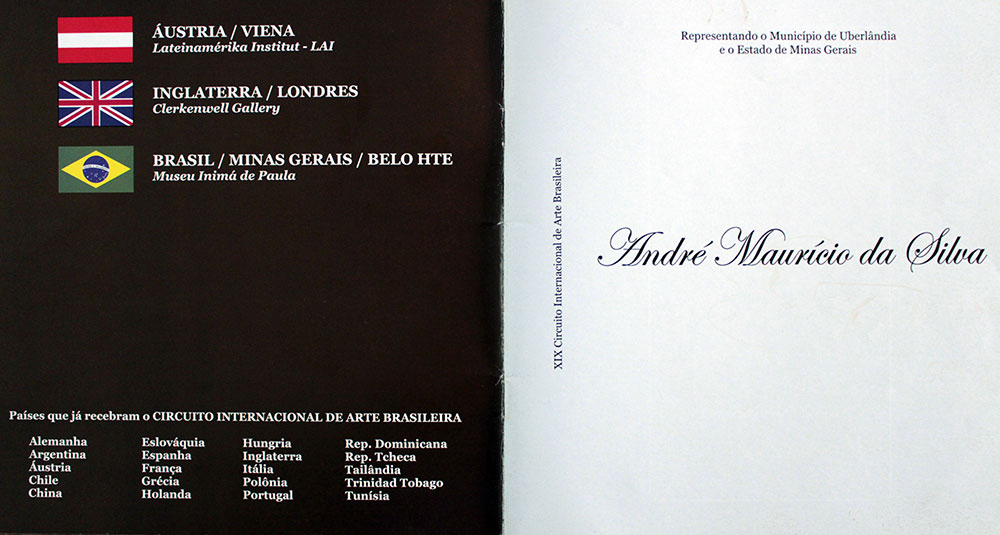 ÁUSTRIA / VIENA
Lateinamérika Institut - LAI
INGLATERRA / LONDRES
Clerkenwell Gallery
BRASIL / MINAS GERAIS / BELO HTE
Museu Inimá de Paula
Países que já recebram o CIRCUITO INTERNACIONAL DE ARTE BRASILEIRA
Alemanha
Argentina
Áustria
Chile
China
Eslováquia
Espanha
França
Grécia
Holanda
Hungria
Inglaterra
Itália
Polônia
Portugal
Rep. Dominicana
Rep. Tcheca
Tailândia
Trinidad Tobago
Tunísia
Representando o Município de Uberlândia
e o Estado de Minas Gerais
XIX Circuito Internacional de Arte Brasileira
André Maurício da Silva